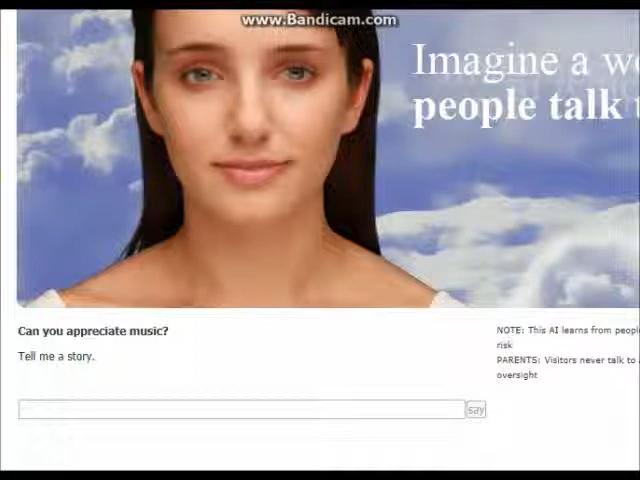 www.Bandicam.com
Imagine a
people talk
Can you appreciate music?
Tell me a story.
say
NOTE: This AI learns from
risk
PARENTS: Visitors never talk to
oversight